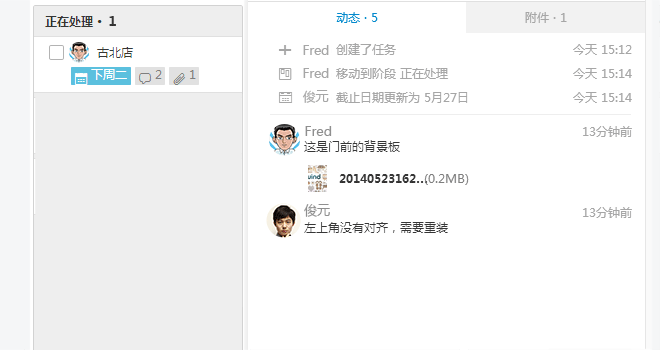 正在处理 · 1
古北店
下周二 2 1
动态 · 5 附件 · 1
Fred 创建了任务 今天 15:12
Fred 移动到阶段 正在处理 今天 15:14
俊元 截止日期更新为 5月27日 今天 15:14
Fred 13分钟前
这是门前的背景板
20140523162...(0.2MB)
俊元 13分钟前
左上角没有对齐，需要重装